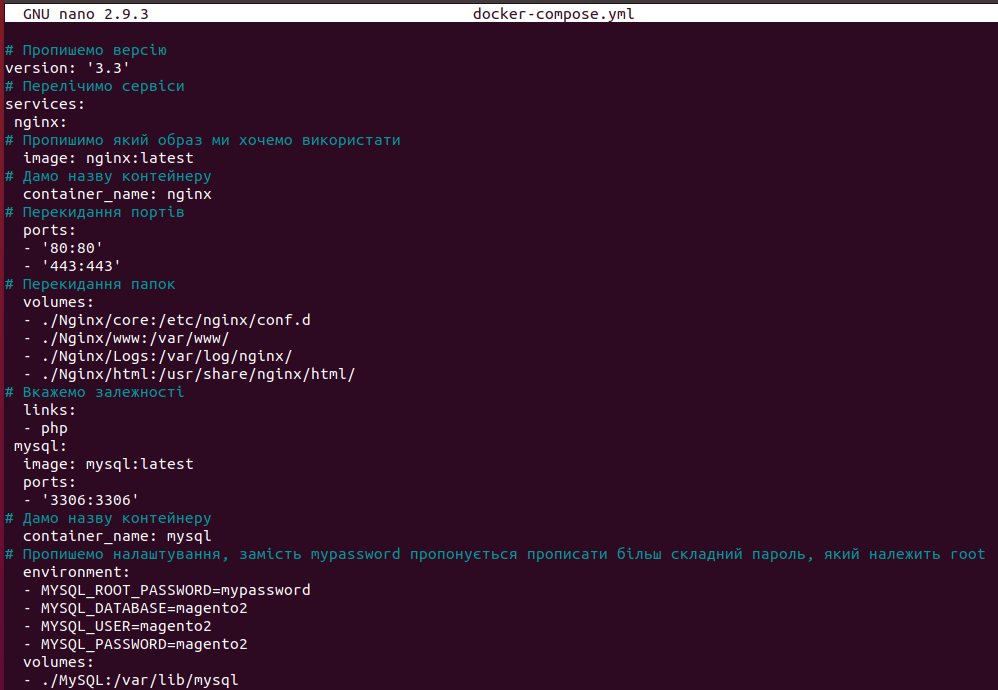 GNU nano 2.9.3 docker-compose.yml
# Пропишемо версію
version: '3.3'
# Перелічимо сервіси
services:
 nginx:
# Пропишимо який образ ми хочемо використати
  image: nginx:latest
# Дамо назву контейнеру
  container_name: nginx
# Перекидання портів
  ports:
  - '80:80'
  - '443:443'
# Перекидання папок
  volumes:
  - ./Nginx/core:/etc/nginx/conf.d
  - ./Nginx/www:/var/www/
  - ./Nginx/Logs:/var/log/nginx/
  - ./Nginx/html:/usr/share/nginx/html/
# Вкажемо залежності
  links:
  - php
 mysql:
  image: mysql:latest
  ports:
  - '3306:3306'
# Дамо назву контейнеру
  container_name: mysql
# Пропишемо налаштування, замість mypassword пропонується прописати більш складний пароль, який належить root
  environment:
  - MYSQL_ROOT_PASSWORD=mypassword
  - MYSQL_DATABASE=magento2
  - MYSQL_USER=magento2
  - MYSQL_PASSWORD=magento2
  volumes:
  - ./MySQL:/var/lib/mysql